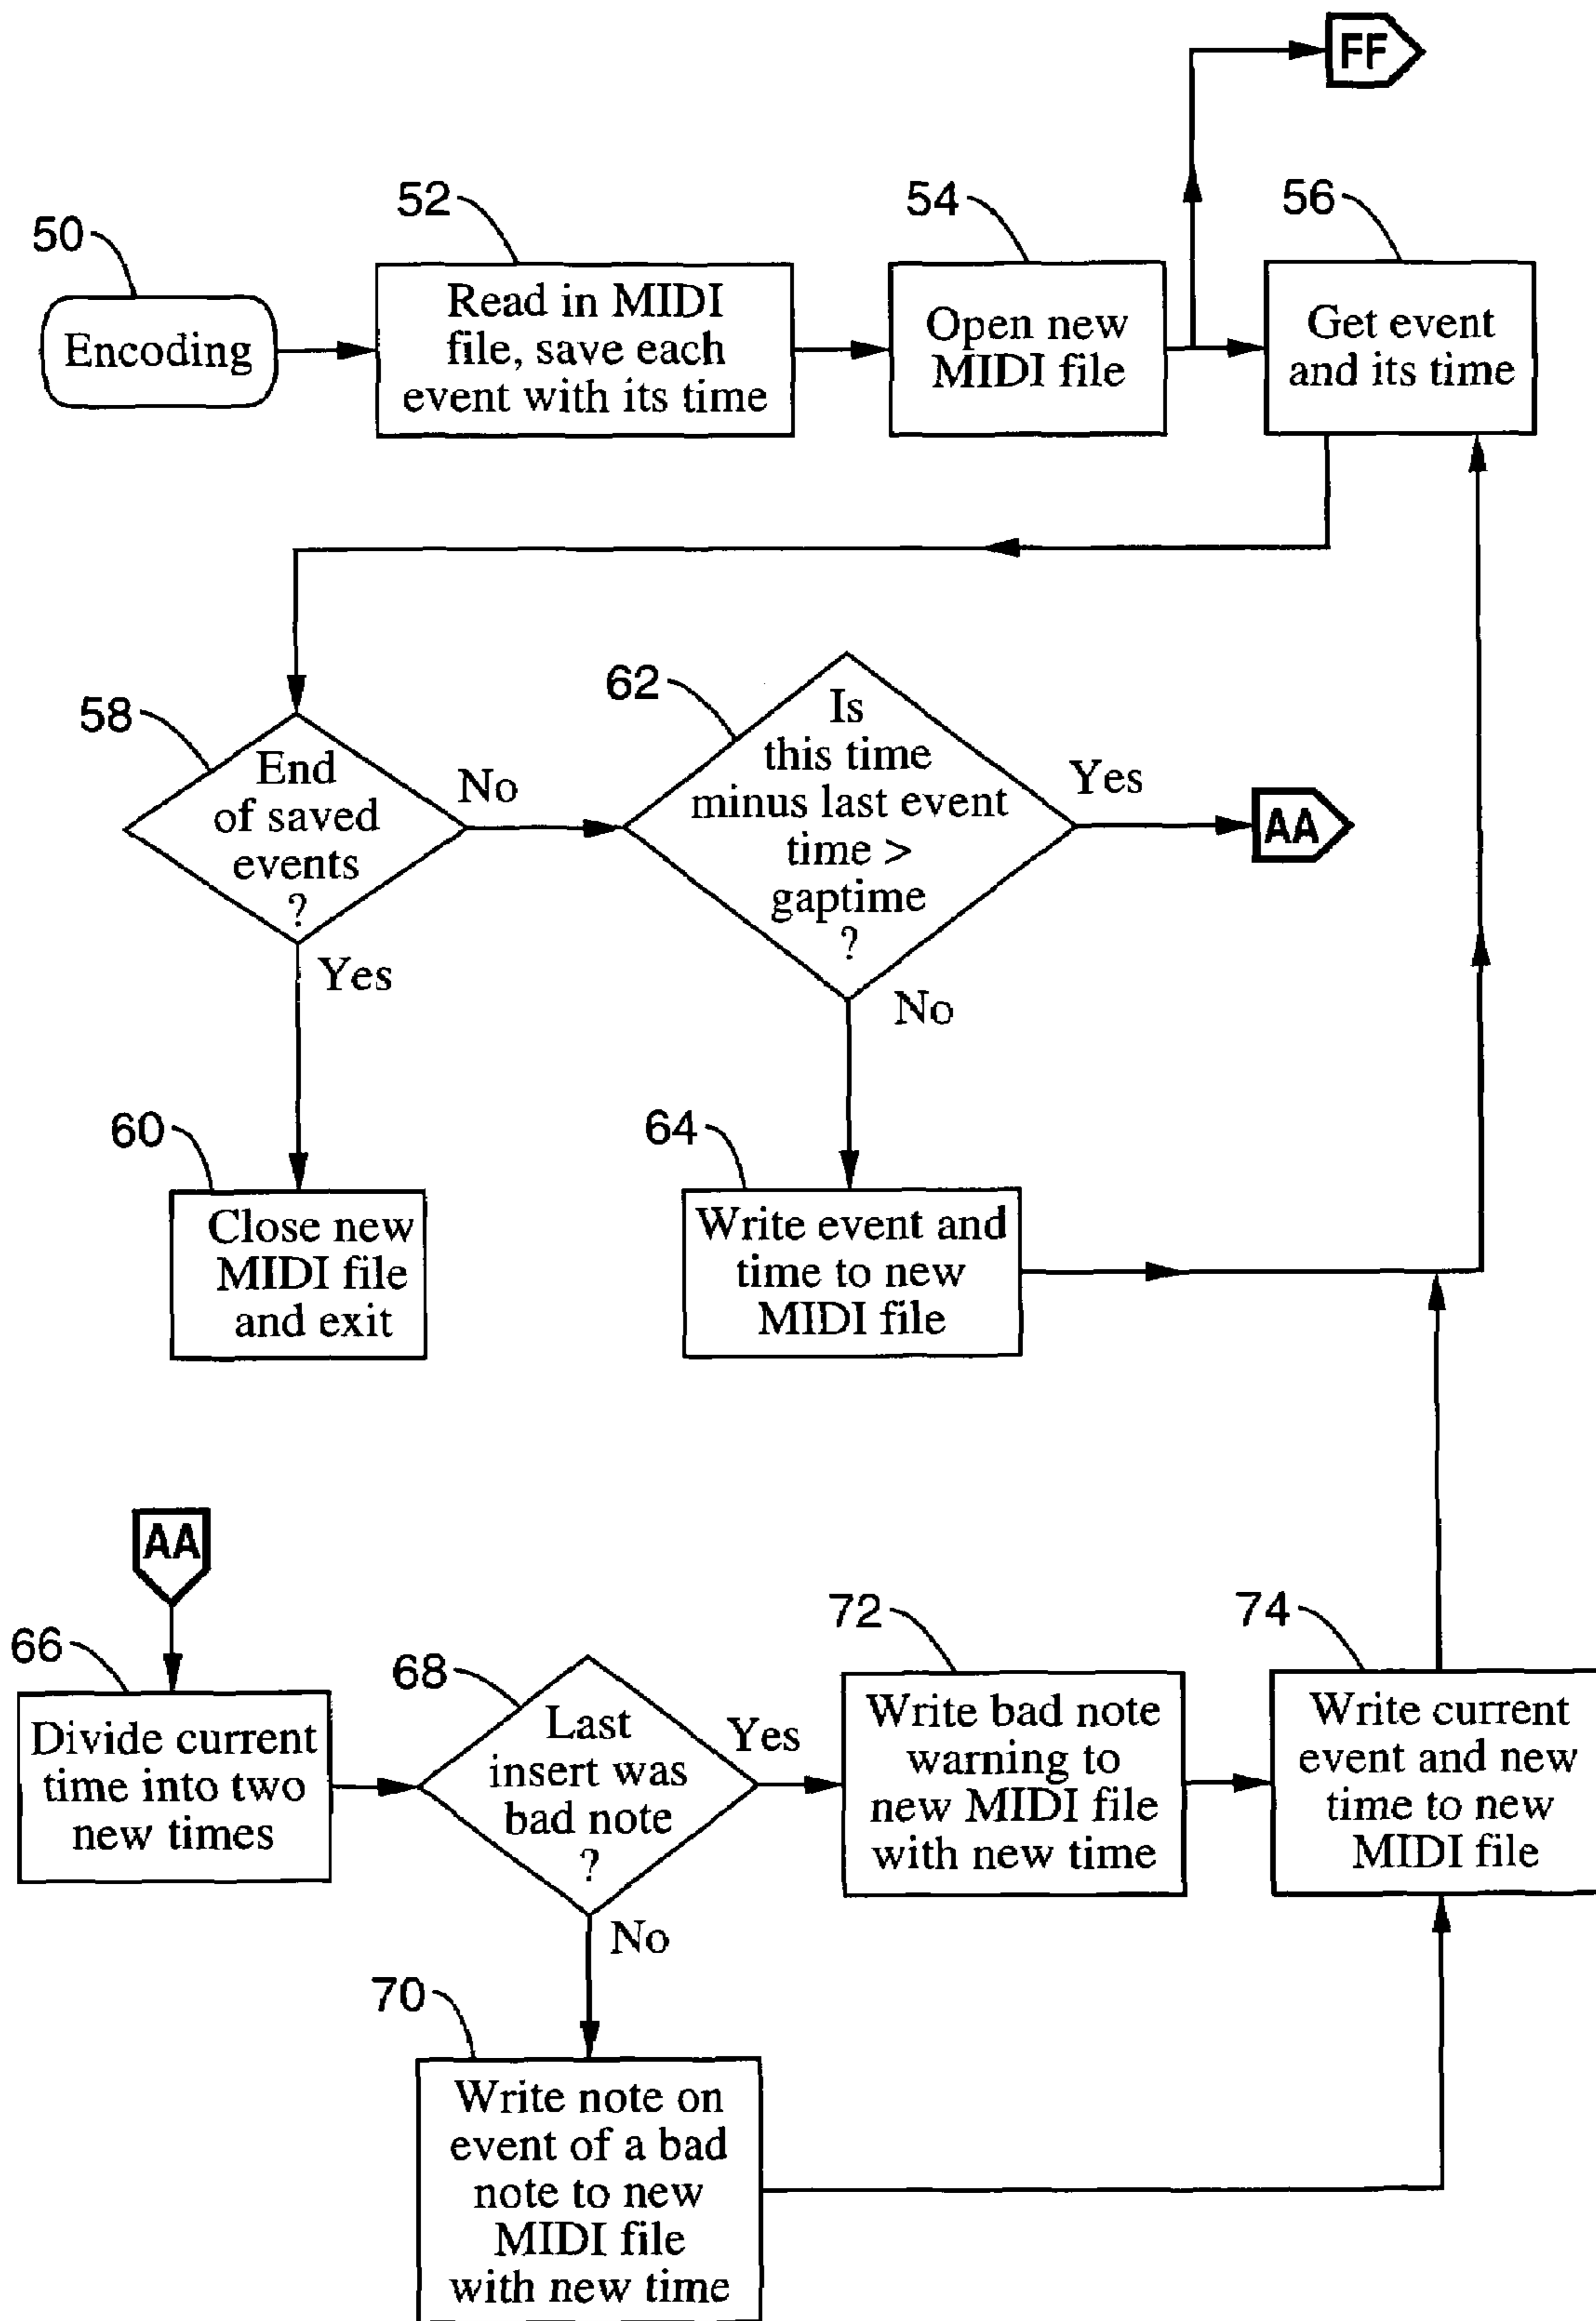 FF
50
52
54
56
Encoding
Read in MIDI
file, save each
event with its time
Open new
MIDI file
Get event
and its time
58
End
of saved
events
?
No
Yes
62
Is
this time
minus last event
time >
gaptime
?
Yes
No
AA
60
Close new
MIDI file
and exit
64
Write event and
time to new
MIDI file
AA
66
Divide current
time into two
new times
68
Last
insert was
bad note
?
Yes
No
72
Write bad note
warning to
new MIDI file
with new time
74
Write current
event and new
time to new
MIDI file
70
Write note on
event of a bad
note to new
MIDI file
with new time